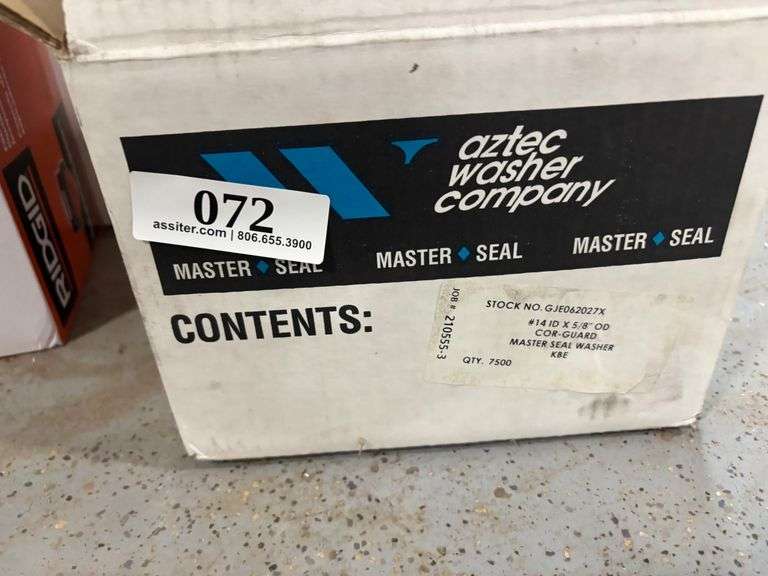 RIDGID
aztec
washer
company
072
assiter.com | 806.655.3900
MASTER ◆ SEAL
MASTER ◆ SEAL
MASTER ◆ SEAL
CONTENTS:
JOB # 210555-3
STOCK NO. GJE062027X
#14 ID X 5/8" OD
COR-GUARD
MASTER SEAL WASHER
KBE
QTY. 7500